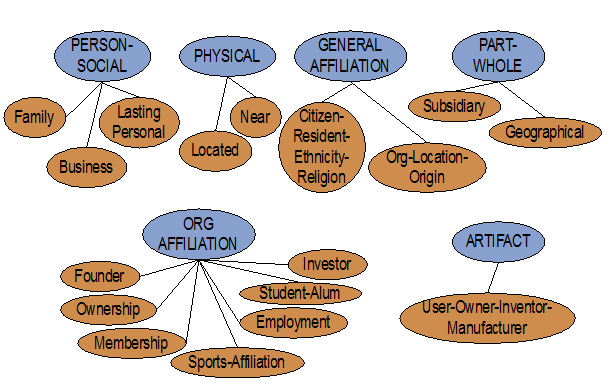 PERSON-
SOCIAL
PHYSICAL
GENERAL
AFFILIATION
PART-
WHOLE
Family
Lasting
Personal
Business
Near
Located
Citizen-
Resident-
Ethnicity-
Religion
Org-Location-
Origin
Subsidiary
Geographical
ORG
AFFILIATION
Founder
Ownership
Membership
Sports-Affiliation
Employment
Student-Alum
Investor
ARTIFACT
User-Owner-Inventor-
Manufacturer